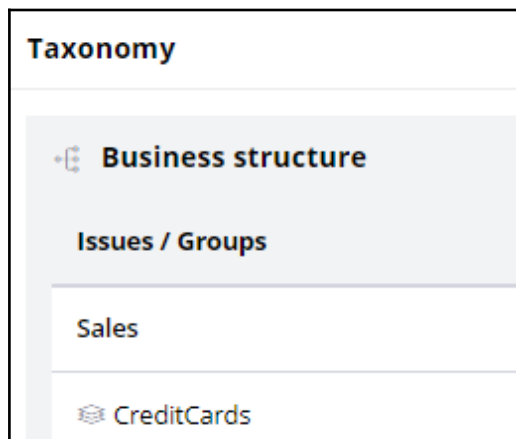 Taxonomy
Business structure
Issues / Groups
Sales
CreditCards